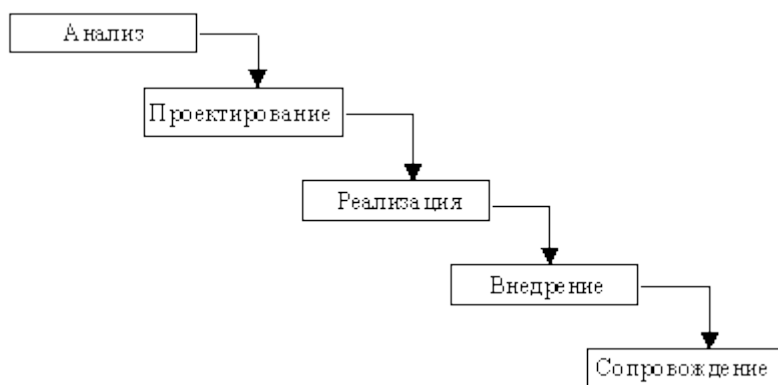 Анализ
Проектирование
Реализация
Внедрение
Сопровождение